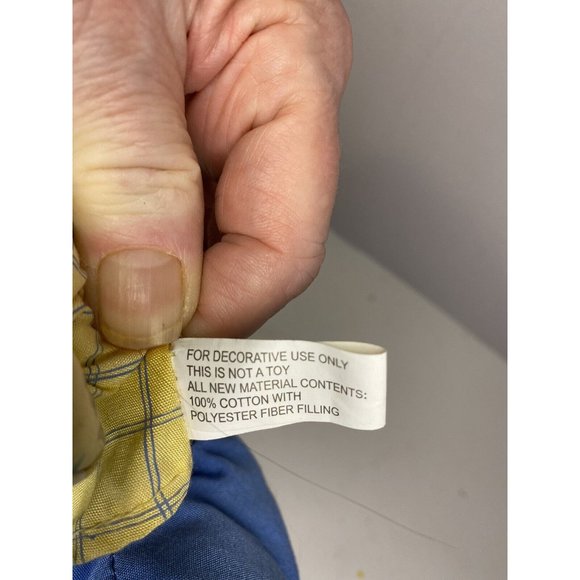 FOR DECORATIVE USE ONLY
THIS IS NOT A TOY
ALL NEW MATERIAL CONTENTS:
100% COTTON WITH
POLYESTER FIBER FILLING